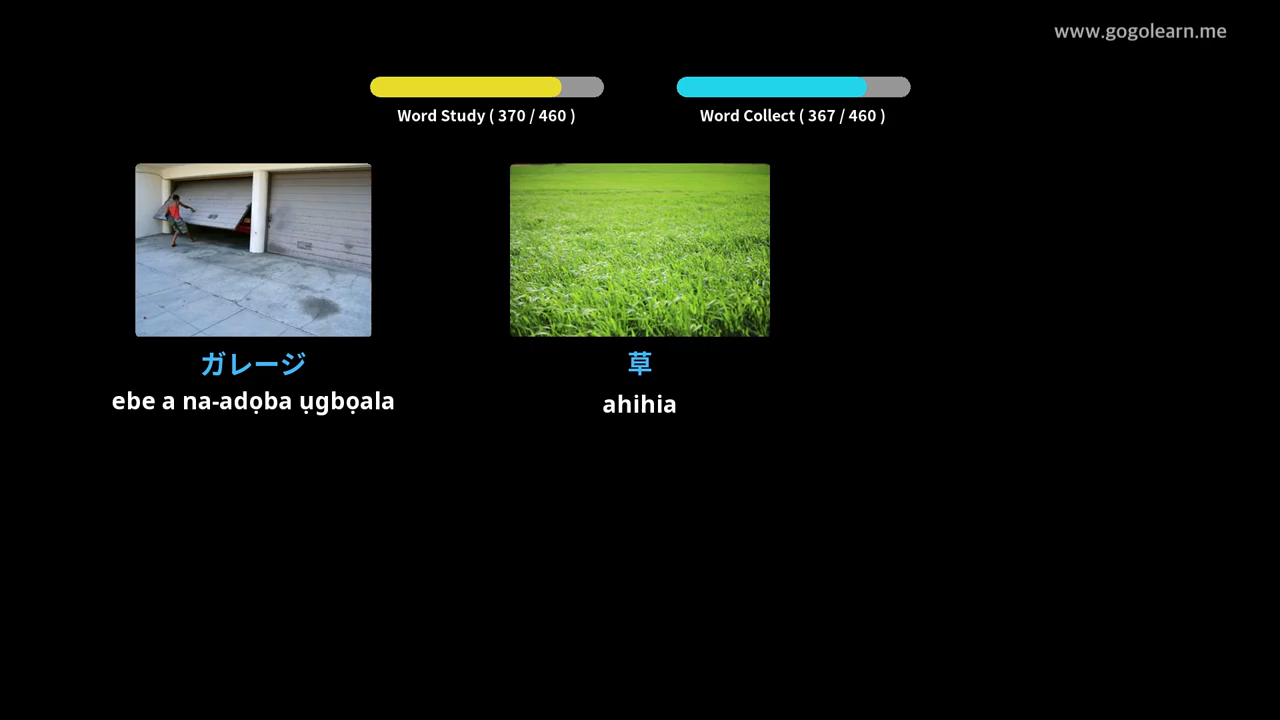 www.gogolearn.me
Word Study ( 370 / 460 )
Word Collect ( 367 / 460 )
ガレージ
ebe a na-adọba ụgbọala
草
ahihia